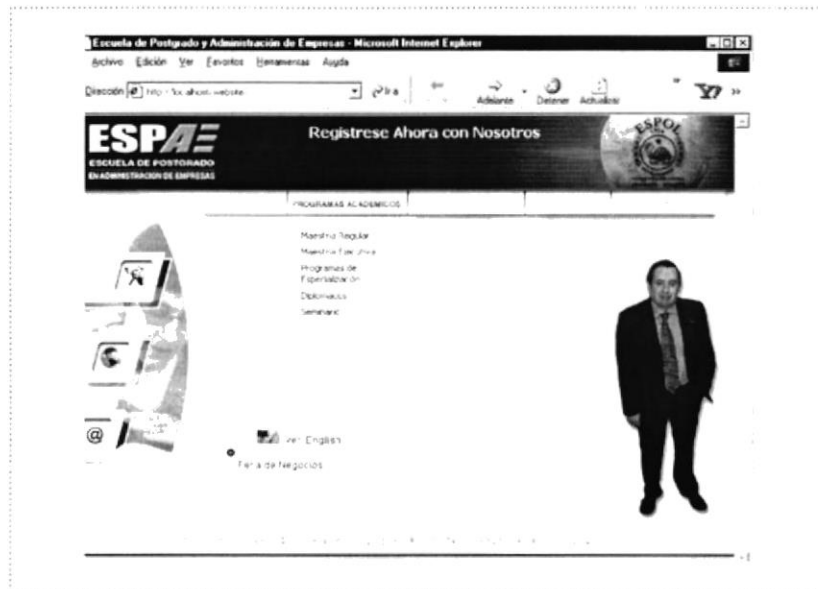 Escuela de Postgrado y Administración de Empresas - Microsoft Internet Explorer
Archivo Edición Ver Favoritos Herramientas Ayuda
Dirección Ir a Adelante Detener Actualizar
ESPAE
ESCUELA DE POSTGRADO
EN ADMINISTRACION DE EMPRESAS
Registrese Ahora con Nosotros
ESPOL
PROGRAMAS ACADEMICOS
Maestria Regular
Maestria Ejecutiva
Programas de
Especialización
Diplomados
Seminario
@
Ver English
Feria de Negocios